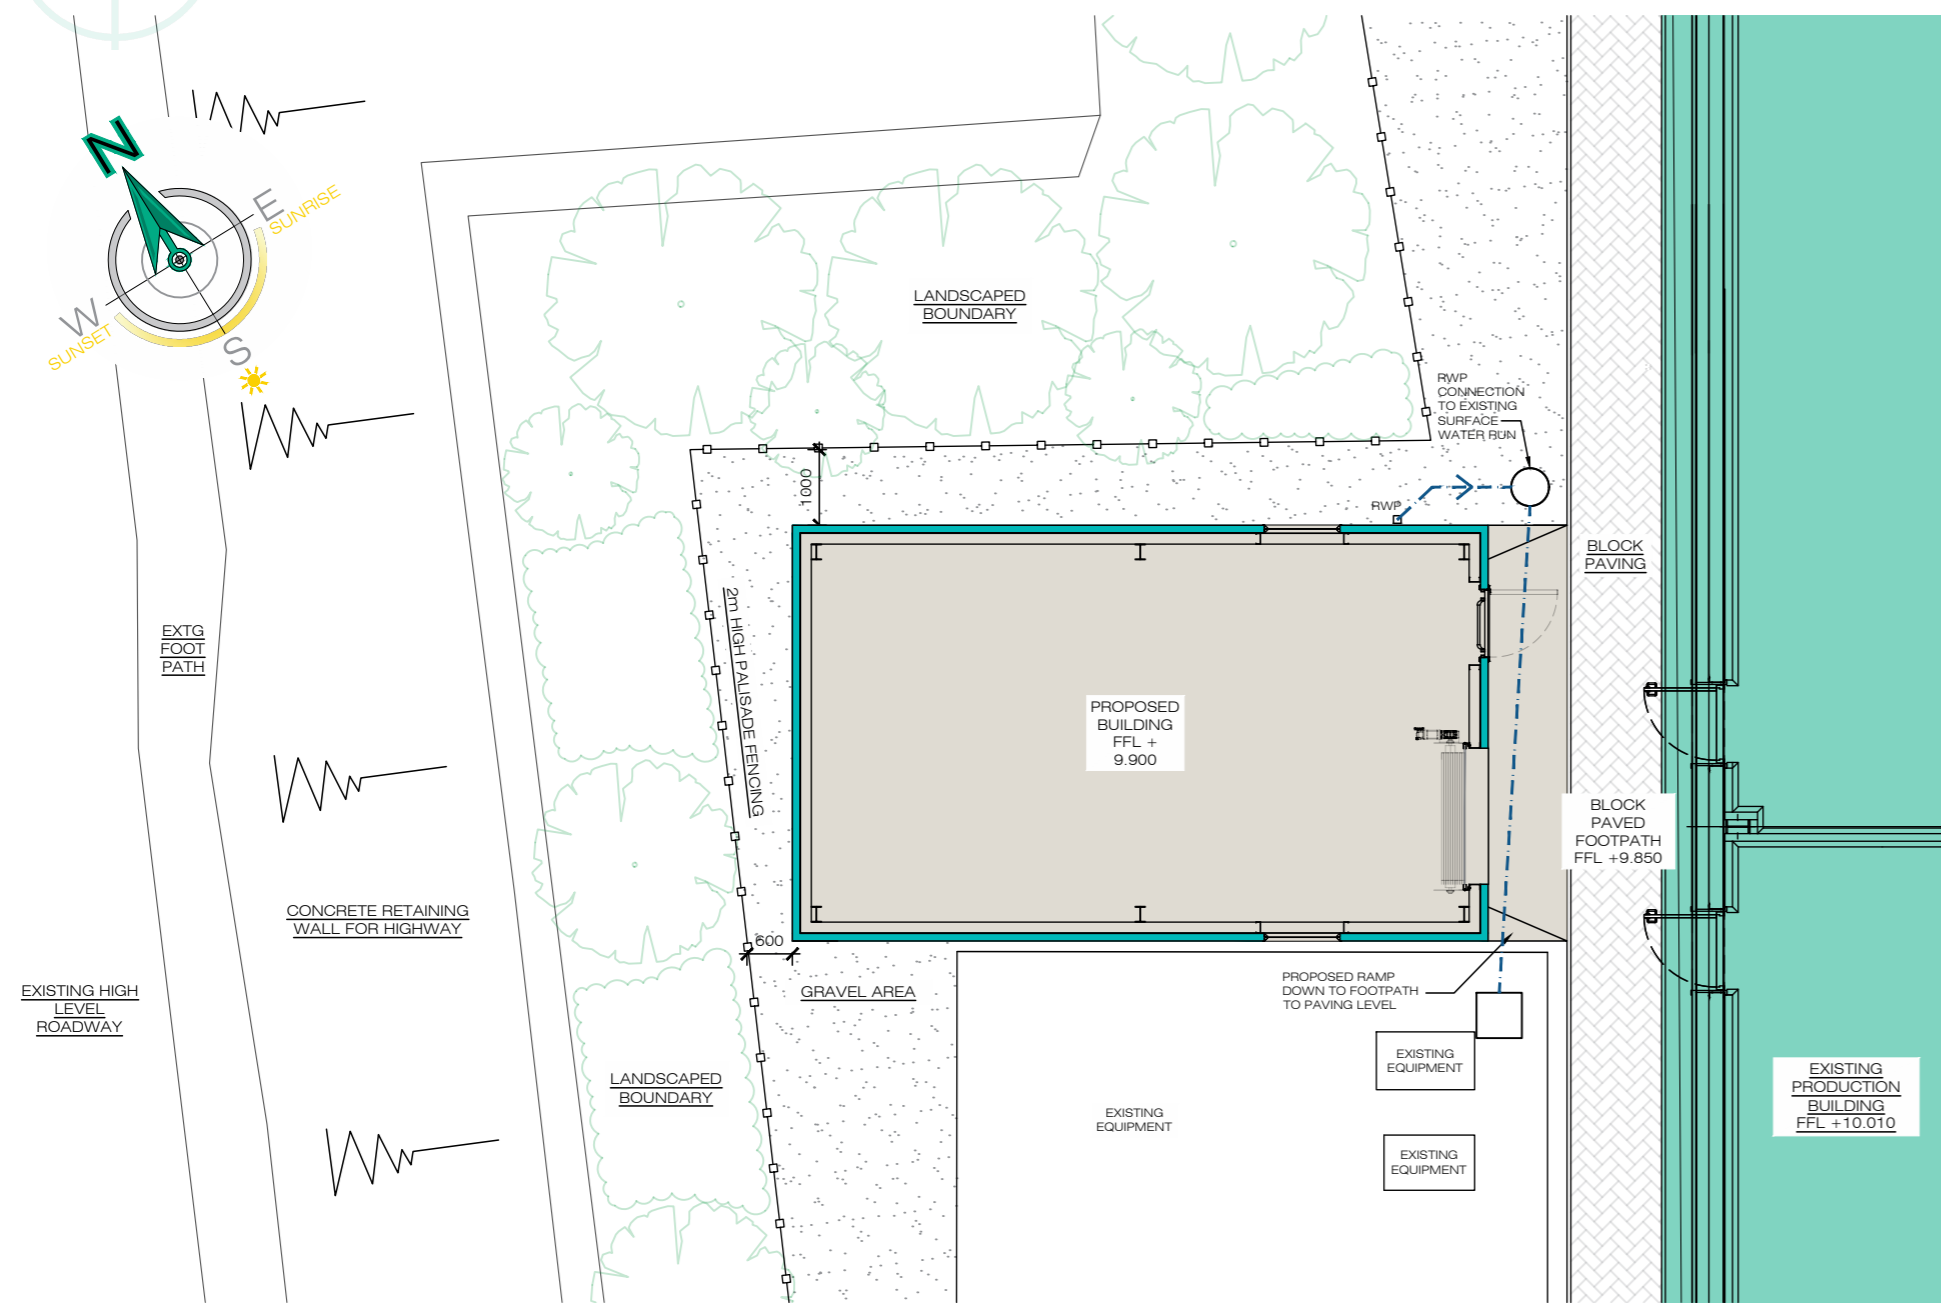 N
E
SUNRISE
W
SUNSET
S
LANDSCAPED
BOUNDARY
RWP
CONNECTION
TO EXISTING
SURFACE
WATER RUN
1000
RWP
BLOCK
PAVING
EXTG
FOOT
PATH
2m HIGH PALISADE FENCING
PROPOSED
BUILDING
FFL +
9.900
BLOCK
PAVED
FOOTPATH
FFL +9.850
CONCRETE RETAINING
WALL FOR HIGHWAY
600
EXISTING HIGH
LEVEL
ROADWAY
GRAVEL AREA
PROPOSED RAMP
DOWN TO FOOTPATH
TO PAVING LEVEL
EXISTING
EQUIPMENT
LANDSCAPED
BOUNDARY
EXISTING
EQUIPMENT
EXISTING
EQUIPMENT
EXISTING
PRODUCTION
BUILDING
FFL +10.010